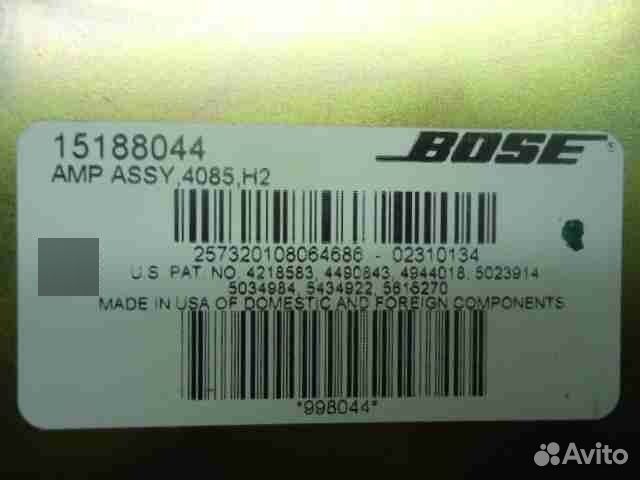 15188044
BOSE
AMP ASSY,4085,H2
257320108064686 - 02310134
U.S. PAT. NO. 4218583, 4490843, 4944018, 5023914
5034984, 5434922, 5616270
MADE IN USA OF DOMESTIC AND FOREIGN COMPONENTS
*998044*
Avito